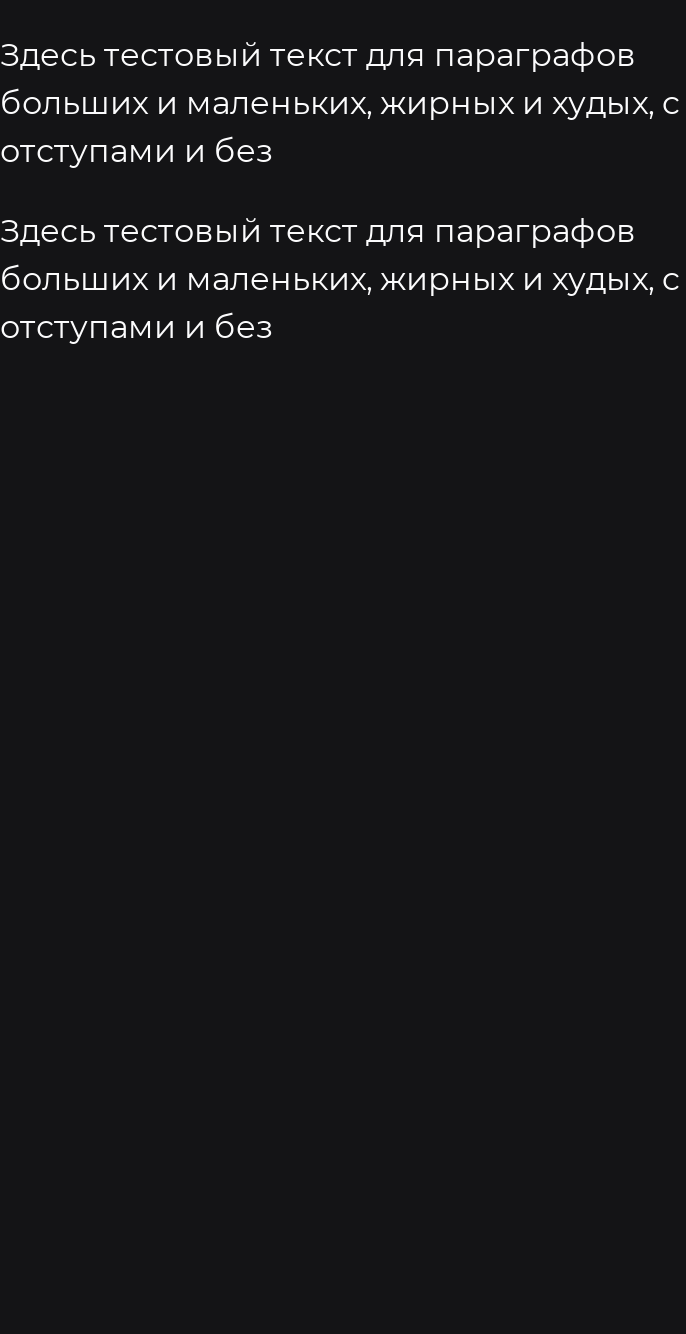 Здесь тестовый текст для параграфов
больших и маленьких, жирных и худых, с
отступами и без
Здесь тестовый текст для параграфов
больших и маленьких, жирных и худых, с
отступами и без